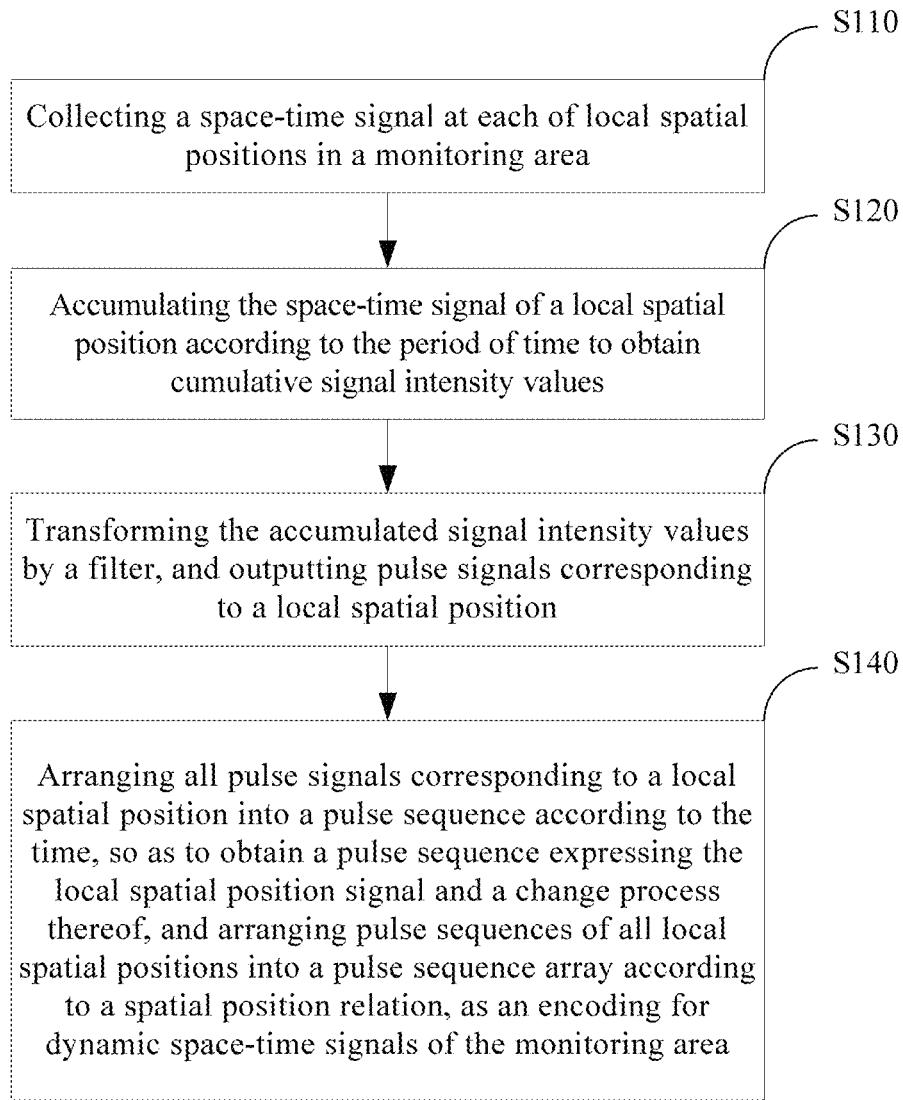 S110
Collecting a space-time signal at each of local spatial
positions in a monitoring area
S120
Accumulating the space-time signal of a local spatial
position according to the period of time to obtain
cumulative signal intensity values
S130
Transforming the accumulated signal intensity values
by a filter, and outputting pulse signals corresponding
to a local spatial position
S140
Arranging all pulse signals corresponding to a local
spatial position into a pulse sequence according to the
time, so as to obtain a pulse sequence expressing the
local spatial position signal and a change process
thereof, and arranging pulse sequences of all local
spatial positions into a pulse sequence array according
to a spatial position relation, as an encoding for
dynamic space-time signals of the monitoring area